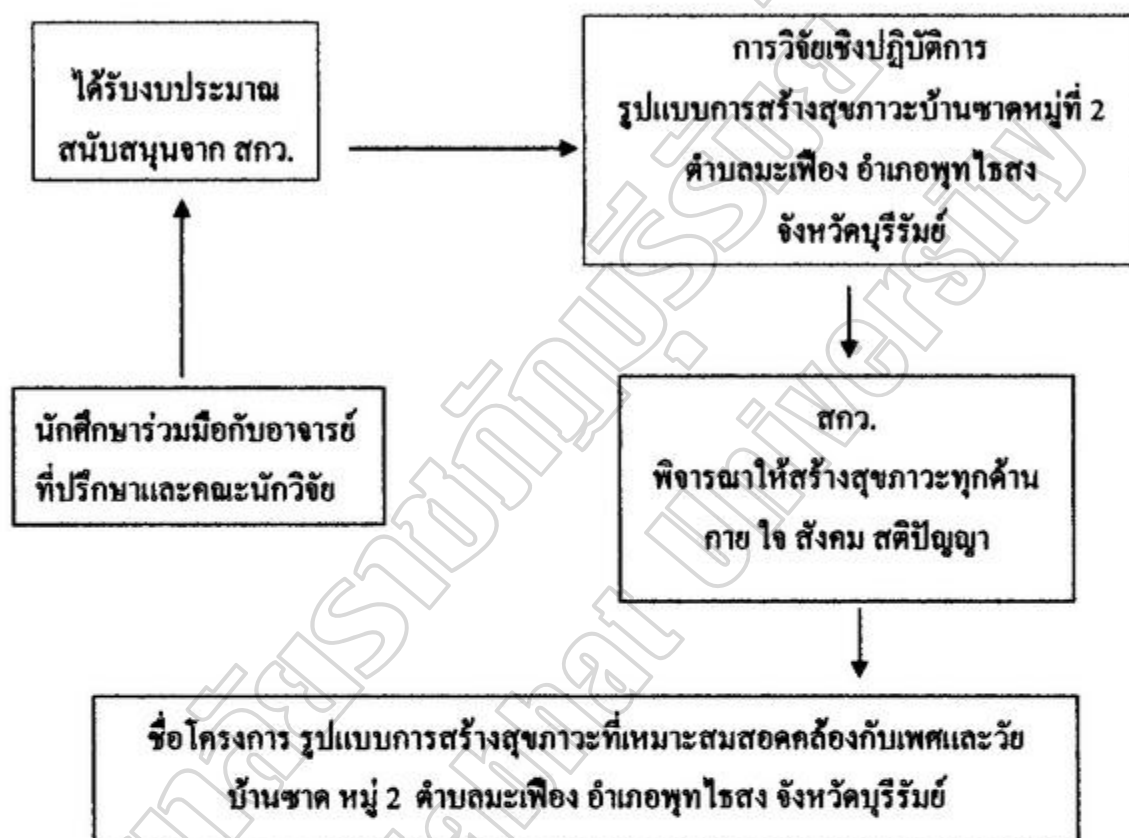 ได้รับงบประมาณ
สนับสนุนจาก สกว.
การวิจัยเชิงปฏิบัติการ
รูปแบบการสร้างสุขภาวะบ้านซาดหมู่ที่ 2
ตำบลมะเฟือง อำเภอพุทไธสง
จังหวัดบุรีรัมย์
นักศึกษาร่วมมือกับอาจารย์
ที่ปรึกษาและคณะนักวิจัย
สกว.
พิจารณาให้สร้างสุขภาวะทุกด้าน
กาย ใจ สังคม สติปัญญา
ชื่อโครงการ รูปแบบการสร้างสุขภาวะที่เหมาะสมสอดคล้องกับเพศและวัย
บ้านซาด หมู่ 2 ตำบลมะเฟือง อำเภอพุทไธสง จังหวัดบุรีรัมย์
University